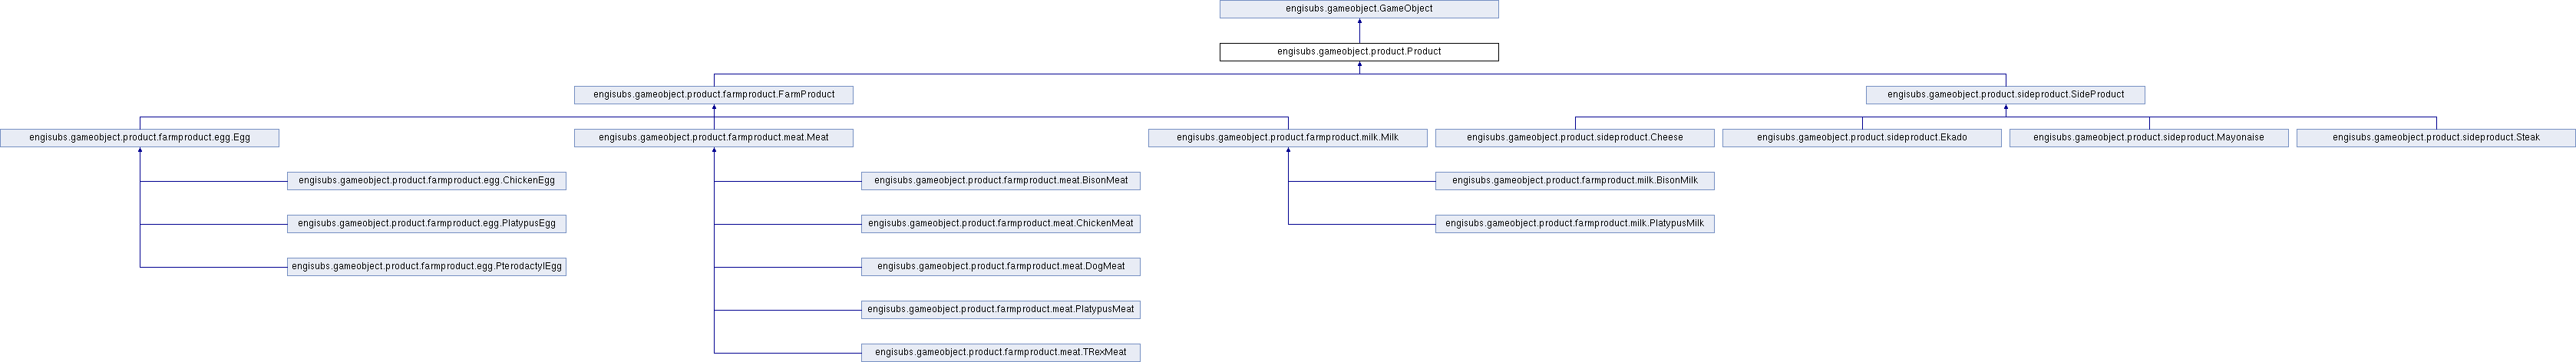 engisubs.gameobject.GameObject
engisubs.gameobject.product.Product
engisubs.gameobject.product.farmproduct.FarmProduct
engisubs.gameobject.product.sideproduct.SideProduct
engisubs.gameobject.product.farmproduct.egg.Egg
engisubs.gameobject.product.farmproduct.meat.Meat
engisubs.gameobject.product.farmproduct.milk.Milk
engisubs.gameobject.product.sideproduct.Cheese
engisubs.gameobject.product.sideproduct.Ekado
engisubs.gameobject.product.sideproduct.Mayonaise
engisubs.gameobject.product.sideproduct.Steak
engisubs.gameobject.product.farmproduct.egg.ChickenEgg
engisubs.gameobject.product.farmproduct.meat.BisonMeat
engisubs.gameobject.product.farmproduct.milk.BisonMilk
engisubs.gameobject.product.farmproduct.egg.PlatypusEgg
engisubs.gameobject.product.farmproduct.meat.ChickenMeat
engisubs.gameobject.product.farmproduct.milk.PlatypusMilk
engisubs.gameobject.product.farmproduct.egg.PterodactylEgg
engisubs.gameobject.product.farmproduct.meat.DogMeat
engisubs.gameobject.product.farmproduct.meat.PlatypusMeat
engisubs.gameobject.product.farmproduct.meat.TRexMeat